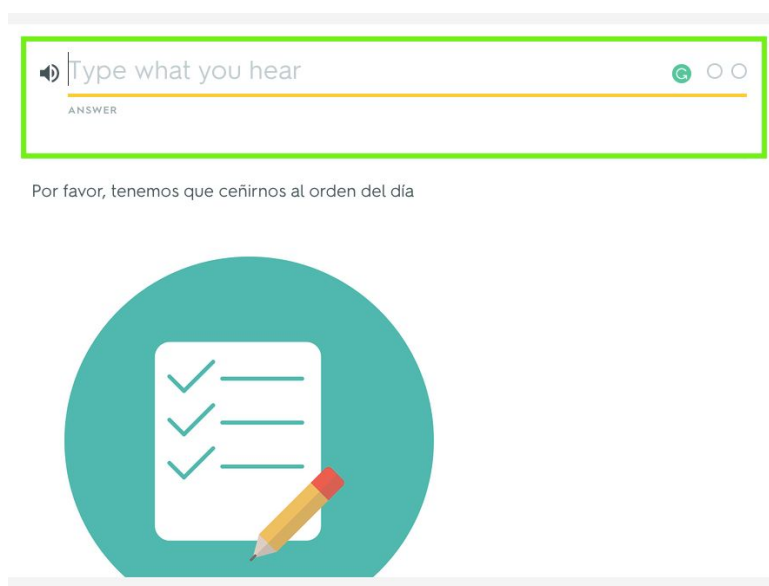 Type what you hear
ANSWER
Por favor, tenemos que ceñirnos al orden del día